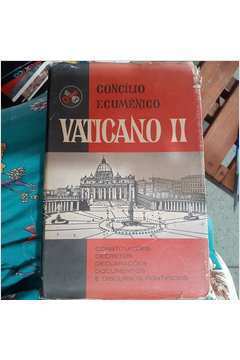 CONCÍLIO
ECUMÊNICO
VATICANO II
CONSTITUIÇÕES
DECRETOS
DECLARAÇÕES
DOCUMENTOS
E DISCURSOS PONTIFÍCIOS